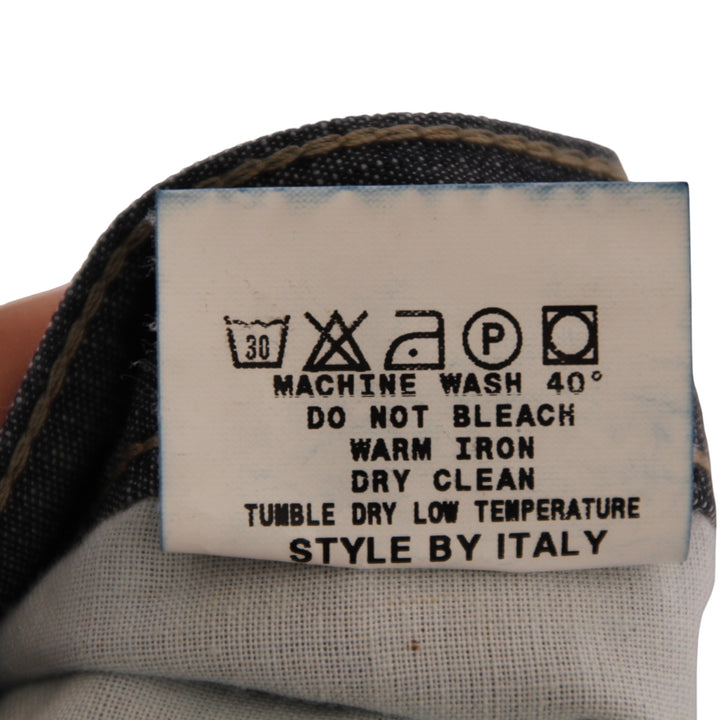 30 P
MACHINE WASH 40°
DO NOT BLEACH
WARM IRON
DRY CLEAN
TUMBLE DRY LOW TEMPERATURE
STYLE BY ITALY